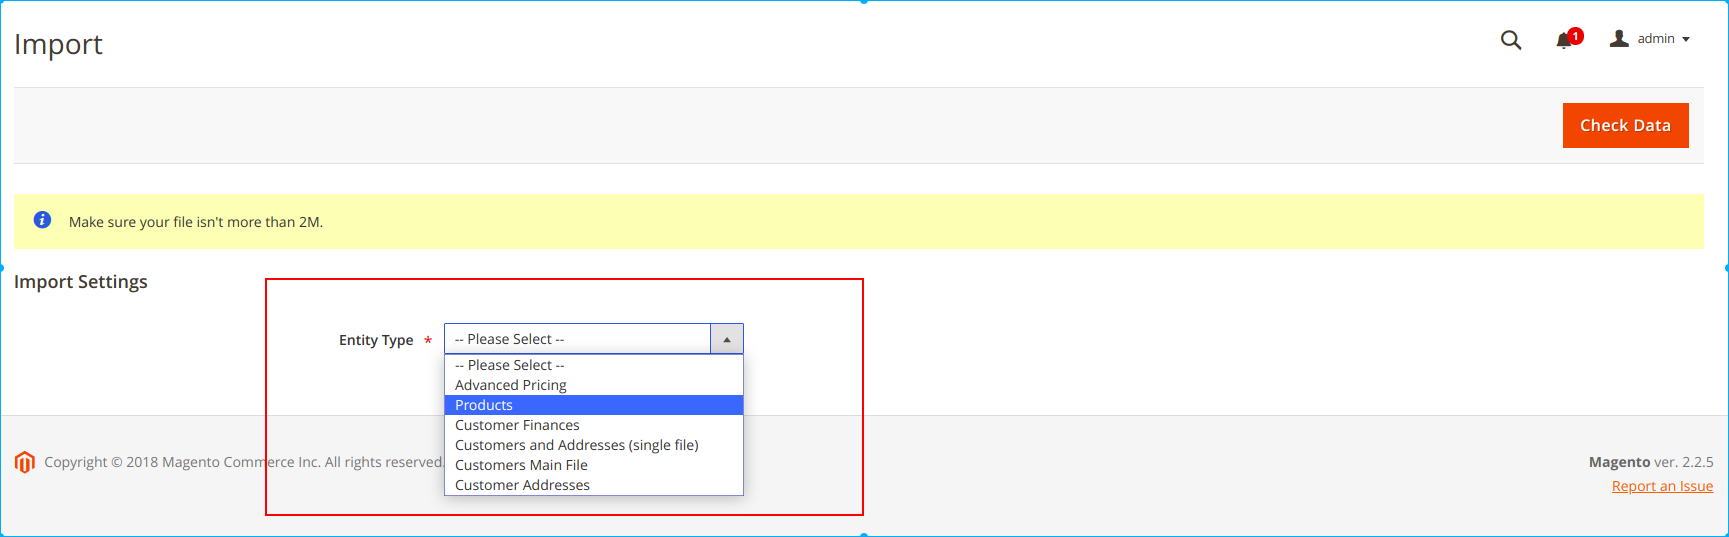 Import
1
admin
Check Data
Make sure your file isn't more than 2M.
Import Settings
Entity Type *
-- Please Select --
-- Please Select --
Advanced Pricing
Products
Customer Finances
Customers and Addresses (single file)
Customers Main File
Customer Addresses
Copyright © 2018 Magento Commerce Inc. All rights reserved.
Magento ver. 2.2.5
Report an Issue